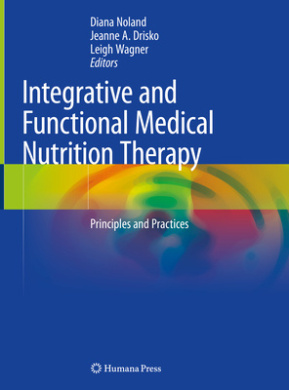 Diana Noland
Jeanne A. Drisko
Leigh Wagner
Editors
Integrative and
Functional Medical
Nutrition Therapy
Principles and Practices
Humana Press